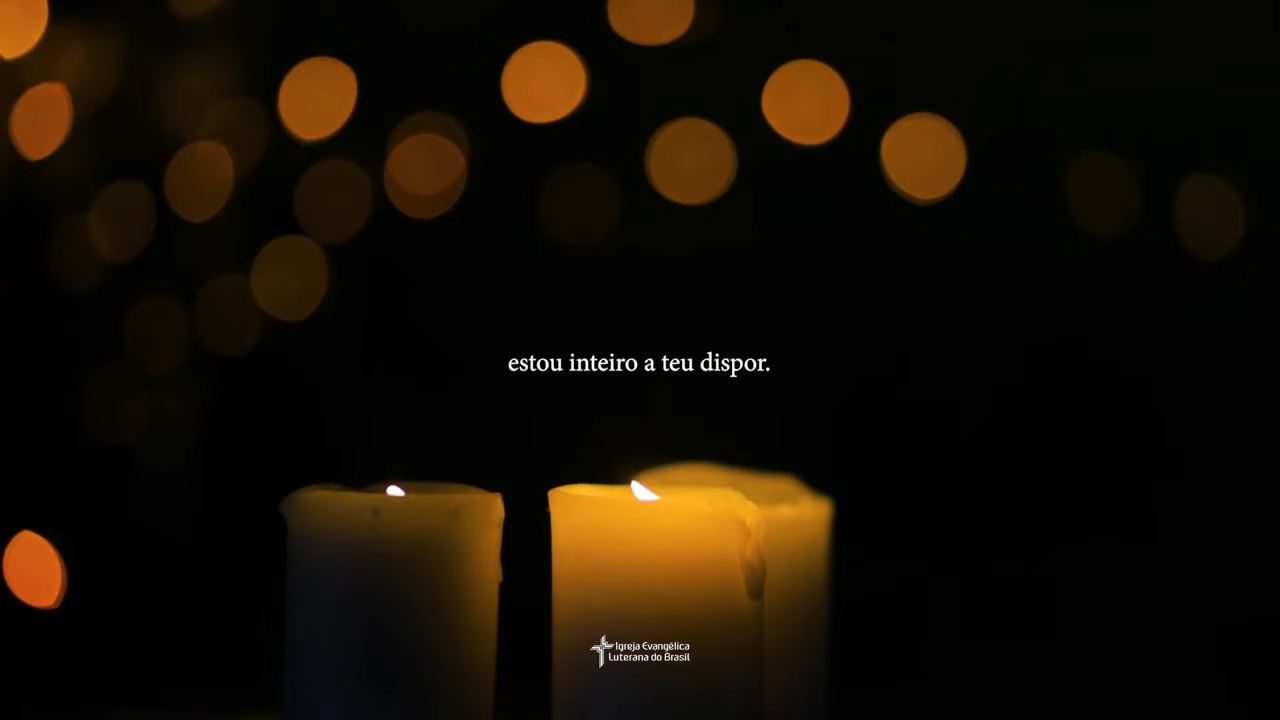 estou inteiro a teu dispor.
Igreja Evangélica
Luterana do Brasil